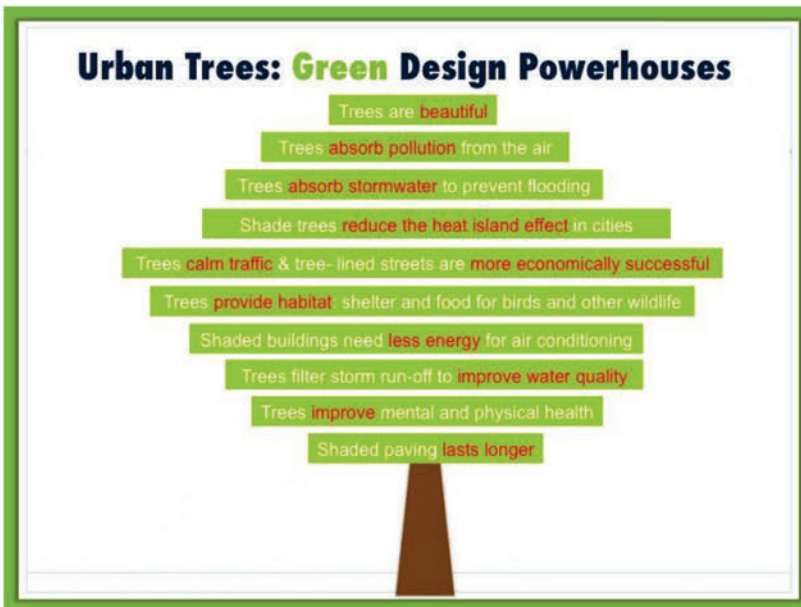 Urban Trees: Green Design Powerhouses
Trees are beautiful
Trees absorb pollution from the air
Trees absorb stormwater to prevent flooding
Shade trees reduce the heat island effect in cities
Trees calm traffic & tree- lined streets are more economically successful
Trees provide habitat shelter and food for birds and other wildlife
Shaded buildings need less energy for air conditioning
Trees filter storm run-off to improve water quality
Trees improve mental and physical health
Shaded paving lasts longer